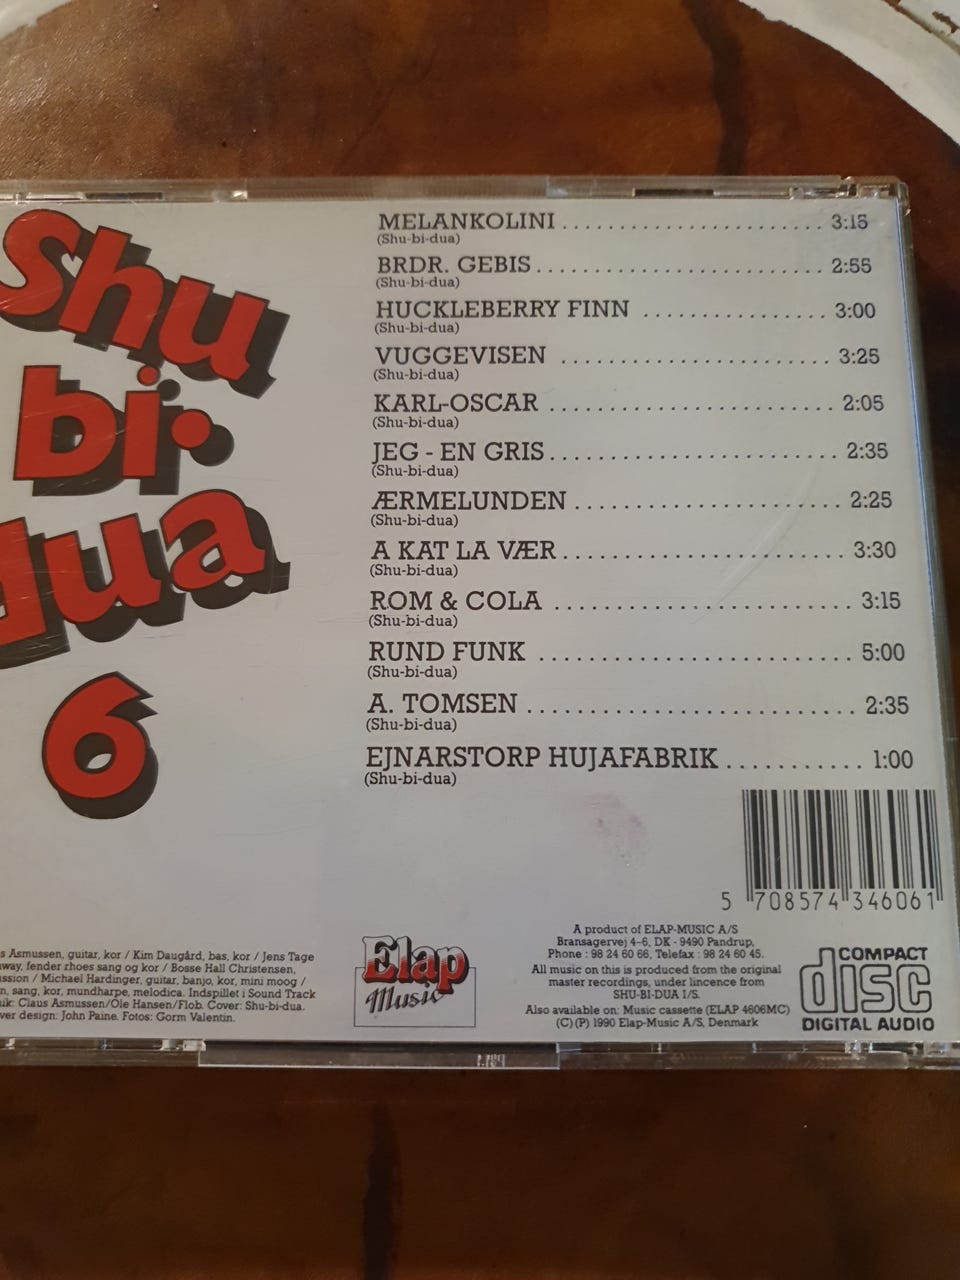 Shu
bi.
dua
6
MELANKOLINI ........................ 3:15
(Shu-bi-dua)
BRDR. GEBIS ........................ 2:55
(Shu-bi-dua)
HUCKLEBERRY FINN ................ 3:00
(Shu-bi-dua)
VUGGEVISEN ........................ 3:25
(Shu-bi-dua)
KARL-OSCAR ........................ 2:05
(Shu-bi-dua)
JEG - EN GRIS ........................ 2:35
(Shu-bi-dua)
ÆRMELUNDEN ........................ 2:25
(Shu-bi-dua)
A KAT LA VÆR ........................ 3:30
(Shu-bi-dua)
ROM & COLA ........................ 3:15
(Shu-bi-dua)
RUND FUNK ........................ 5:00
(Shu-bi-dua)
A. TOMSEN ........................ 2:35
(Shu-bi-dua)
EJNARSTORP HUJAFABRIK ........... 1:00
(Shu-bi-dua)
5 708574 346061
Asmussen, guitar, kor / Kim Daugård, bas, kor / Jens Tage
fender rhoes sang og kor / Bosse Hall Christensen,
/ Michael Hardinger, guitar, banjo, kor, mini moog /
sang, kor, mundharpe, melodica. Indspillet i Sound Track
Claus Asmussen/Ole Hansen/Flob. Cover: Shu-bi-dua.
design: John Paine. Fotos: Gorm Valentin.
Elap
Music
A product of ELAP-MUSIC A/S
Bransagervej 4-6, DK - 9490 Pandrup,
Phone : 98 24 60 66, Telefax : 98 24 60 45.
All music on this is produced from the original
master recordings, under lincence from
SHU-BI-DUA I/S.
Also available on: Music cassette (ELAP 4606MC)
(C) (P) 1990 Elap-Music A/S, Denmark
COMPACT
disc
DIGITAL AUDIO